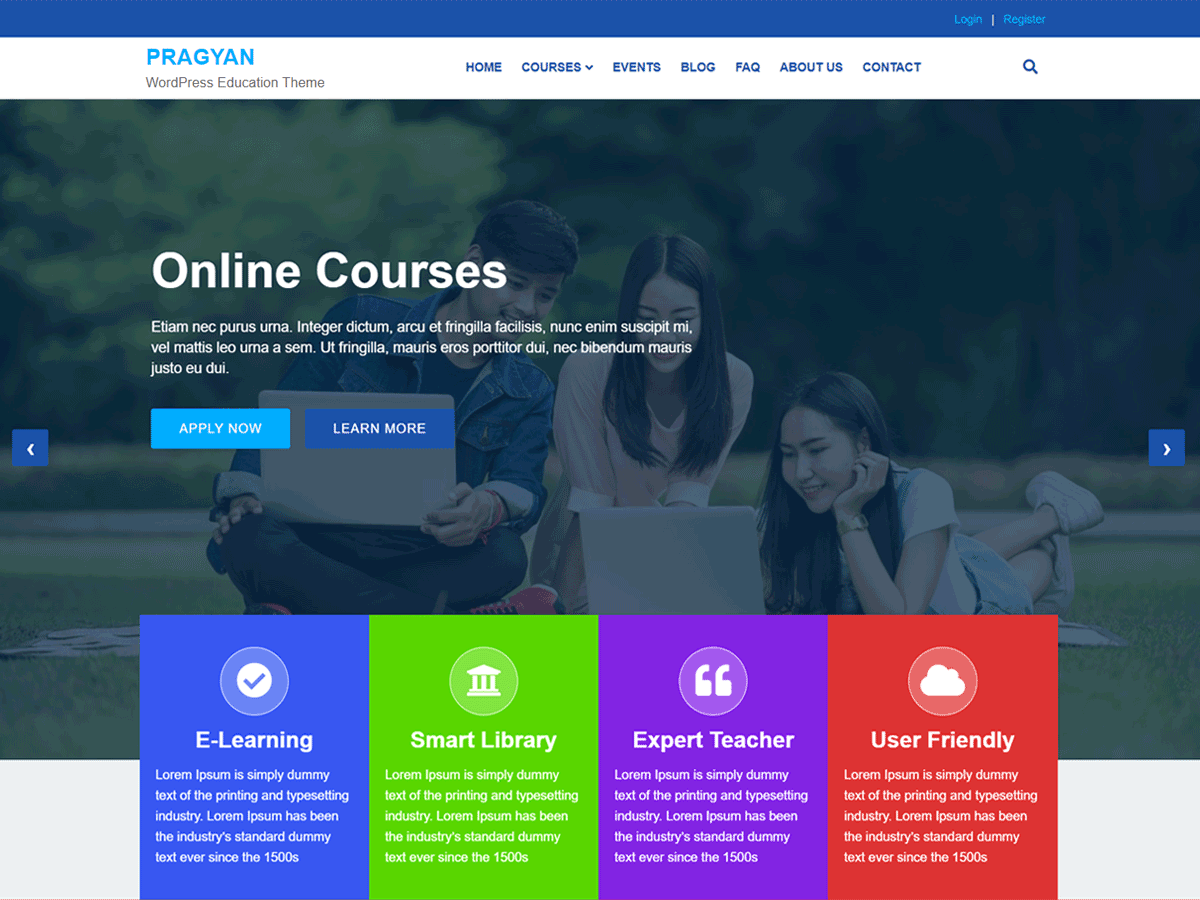 Login | Register
PRAGYAN
WordPress Education Theme
HOME COURSES EVENTS BLOG FAQ ABOUT US CONTACT
Online Courses
Etiam nec purus urna. Integer dictum, arcu et fringilla facilisis, nunc enim suscipit mi,
vel mattis leo urna a sem. Ut fringilla, mauris eros porttitor dui, nec bibendum mauris
justo eu dui.
APPLY NOW LEARN MORE
E-Learning
Lorem Ipsum is simply dummy
text of the printing and typesetting
industry. Lorem Ipsum has been
the industry's standard dummy
text ever since the 1500s
Smart Library
Lorem Ipsum is simply dummy
text of the printing and typesetting
industry. Lorem Ipsum has been
the industry's standard dummy
text ever since the 1500s
Expert Teacher
Lorem Ipsum is simply dummy
text of the printing and typesetting
industry. Lorem Ipsum has been
the industry's standard dummy
text ever since the 1500s
User Friendly
Lorem Ipsum is simply dummy
text of the printing and typesetting
industry. Lorem Ipsum has been
the industry's standard dummy
text ever since the 1500s